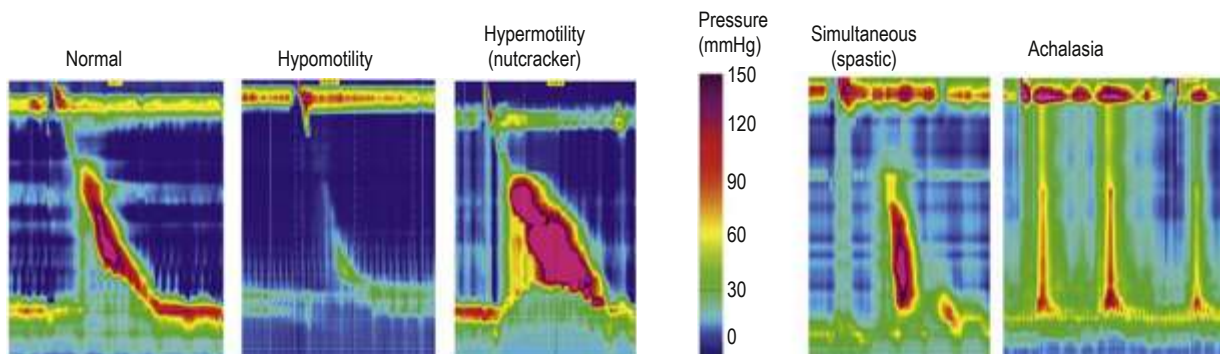 Normal
Hypomotility
Hypermotility
(nutcracker)
Pressure
(mmHg)
150
120
90
60
30
0
Simultaneous
(spastic)
Achalasia